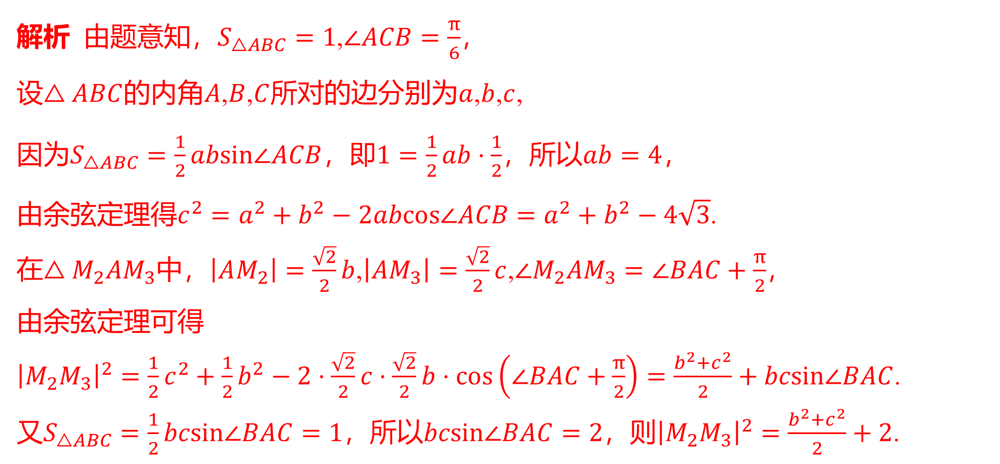 解析 由题意知，$S_{\triangle ABC}=1,\angle ACB=\frac{\pi}{6}$,
设$\triangle ABC$的内角$A,B,C$所对的边分别为$a,b,c$,
因为$S_{\triangle ABC}=\frac{1}{2}ab\sin\angle ACB$，即$1=\frac{1}{2}ab\cdot\frac{1}{2}$，所以$ab=4$，
由余弦定理得$c^2=a^2+b^2-2ab\cos\angle ACB=a^2+b^2-4\sqrt{3}$.
在$\triangle M_2AM_3$中，$|AM_2|=\frac{\sqrt{2}}{2}b,|AM_3|=\frac{\sqrt{2}}{2}c,\angle M_2AM_3=\angle BAC+\frac{\pi}{2}$,
由余弦定理可得
$|M_2M_3|^2=\frac{1}{2}c^2+\frac{1}{2}b^2-2\cdot\frac{\sqrt{2}}{2}c\cdot\frac{\sqrt{2}}{2}b\cdot\cos\left(\angle BAC+\frac{\pi}{2}\right)=\frac{b^2+c^2}{2}+bc\sin\angle BAC$.
又$S_{\triangle ABC}=\frac{1}{2}bc\sin\angle BAC=1$，所以$bc\sin\angle BAC=2$，则$|M_2M_3|^2=\frac{b^2+c^2}{2}+2$.